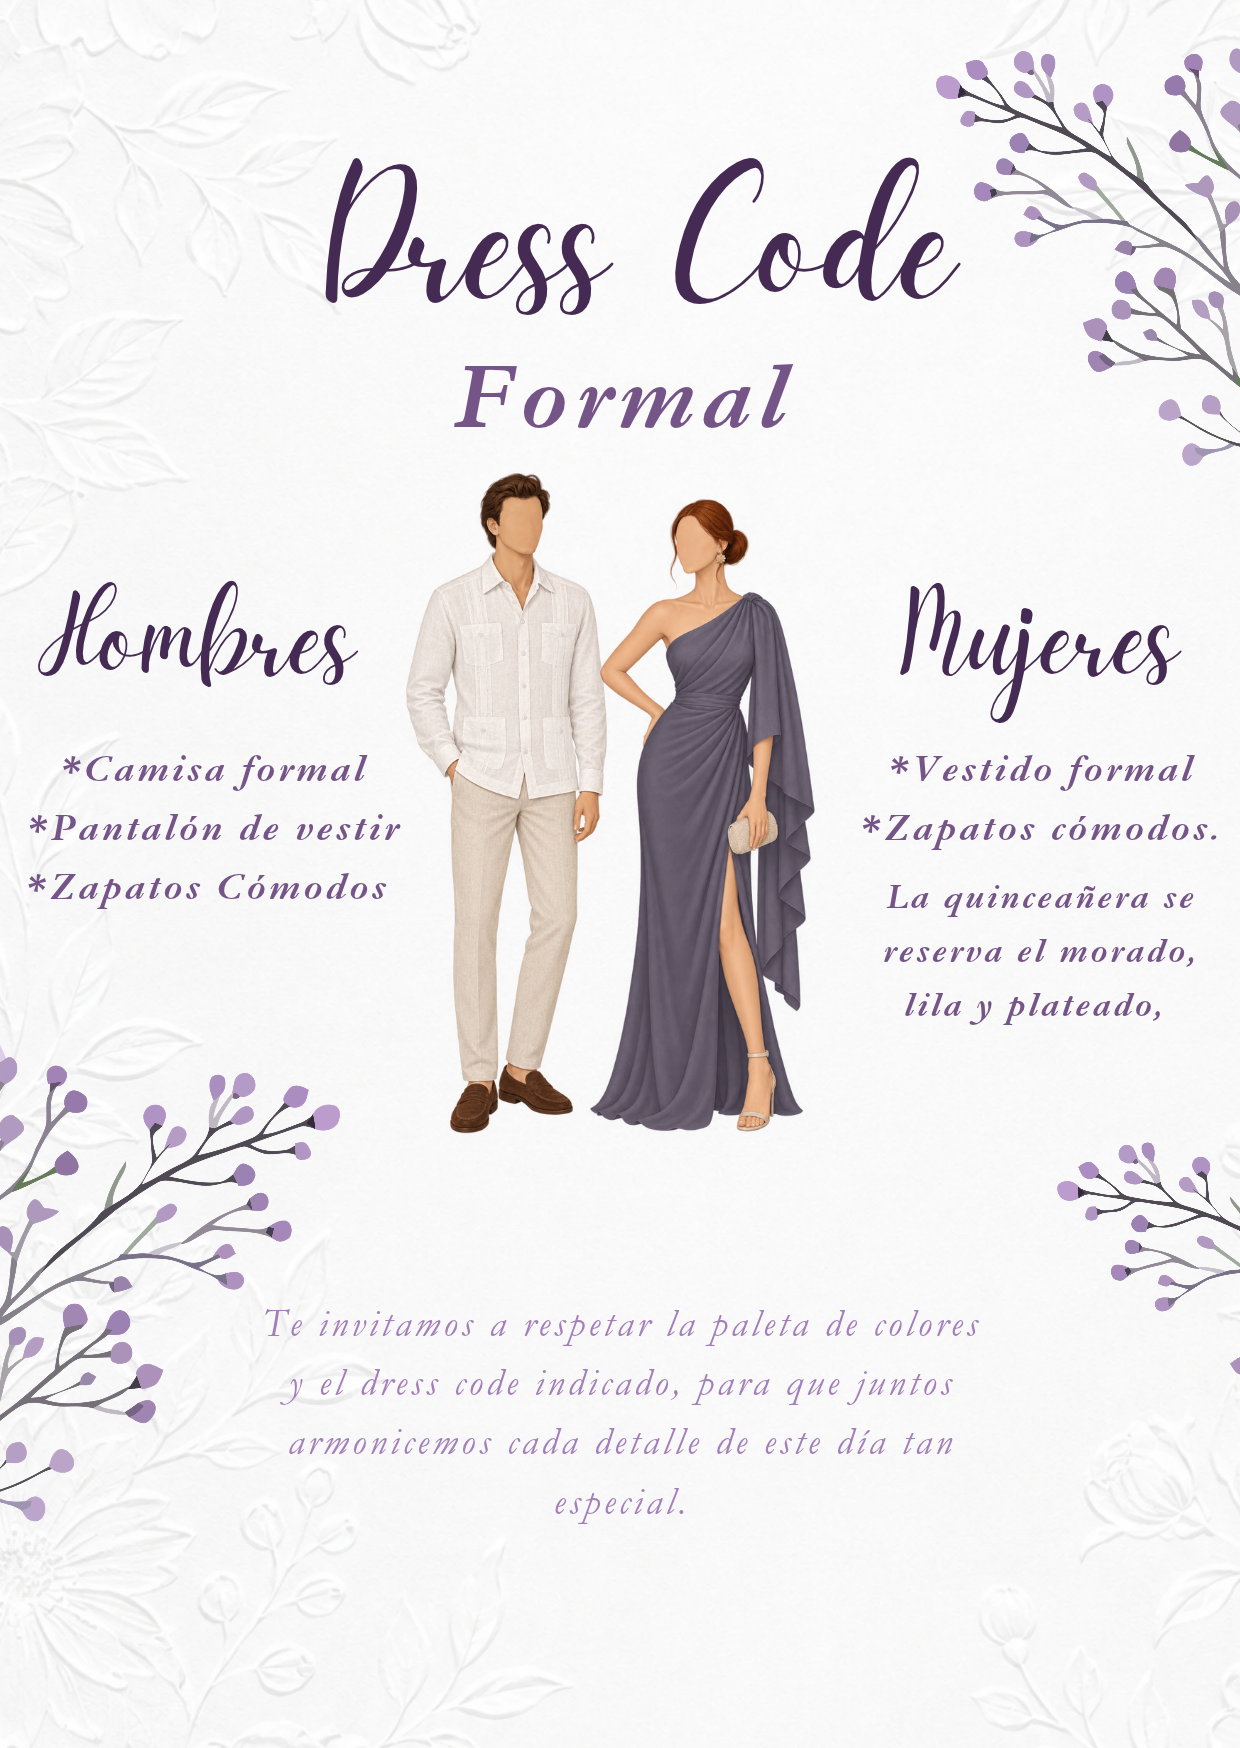 Dress Code
Formal
Hombres
*Camisa formal
*Pantalón de vestir
*Zapatos Cómodos
Mujeres
*Vestido formal
*Zapatos cómodos.
La quinceañera se
reserva el morado,
lila y plateado,
Te invitamos a respetar la paleta de colores
y el dress code indicado, para que juntos
armonicemos cada detalle de este día tan
especial.